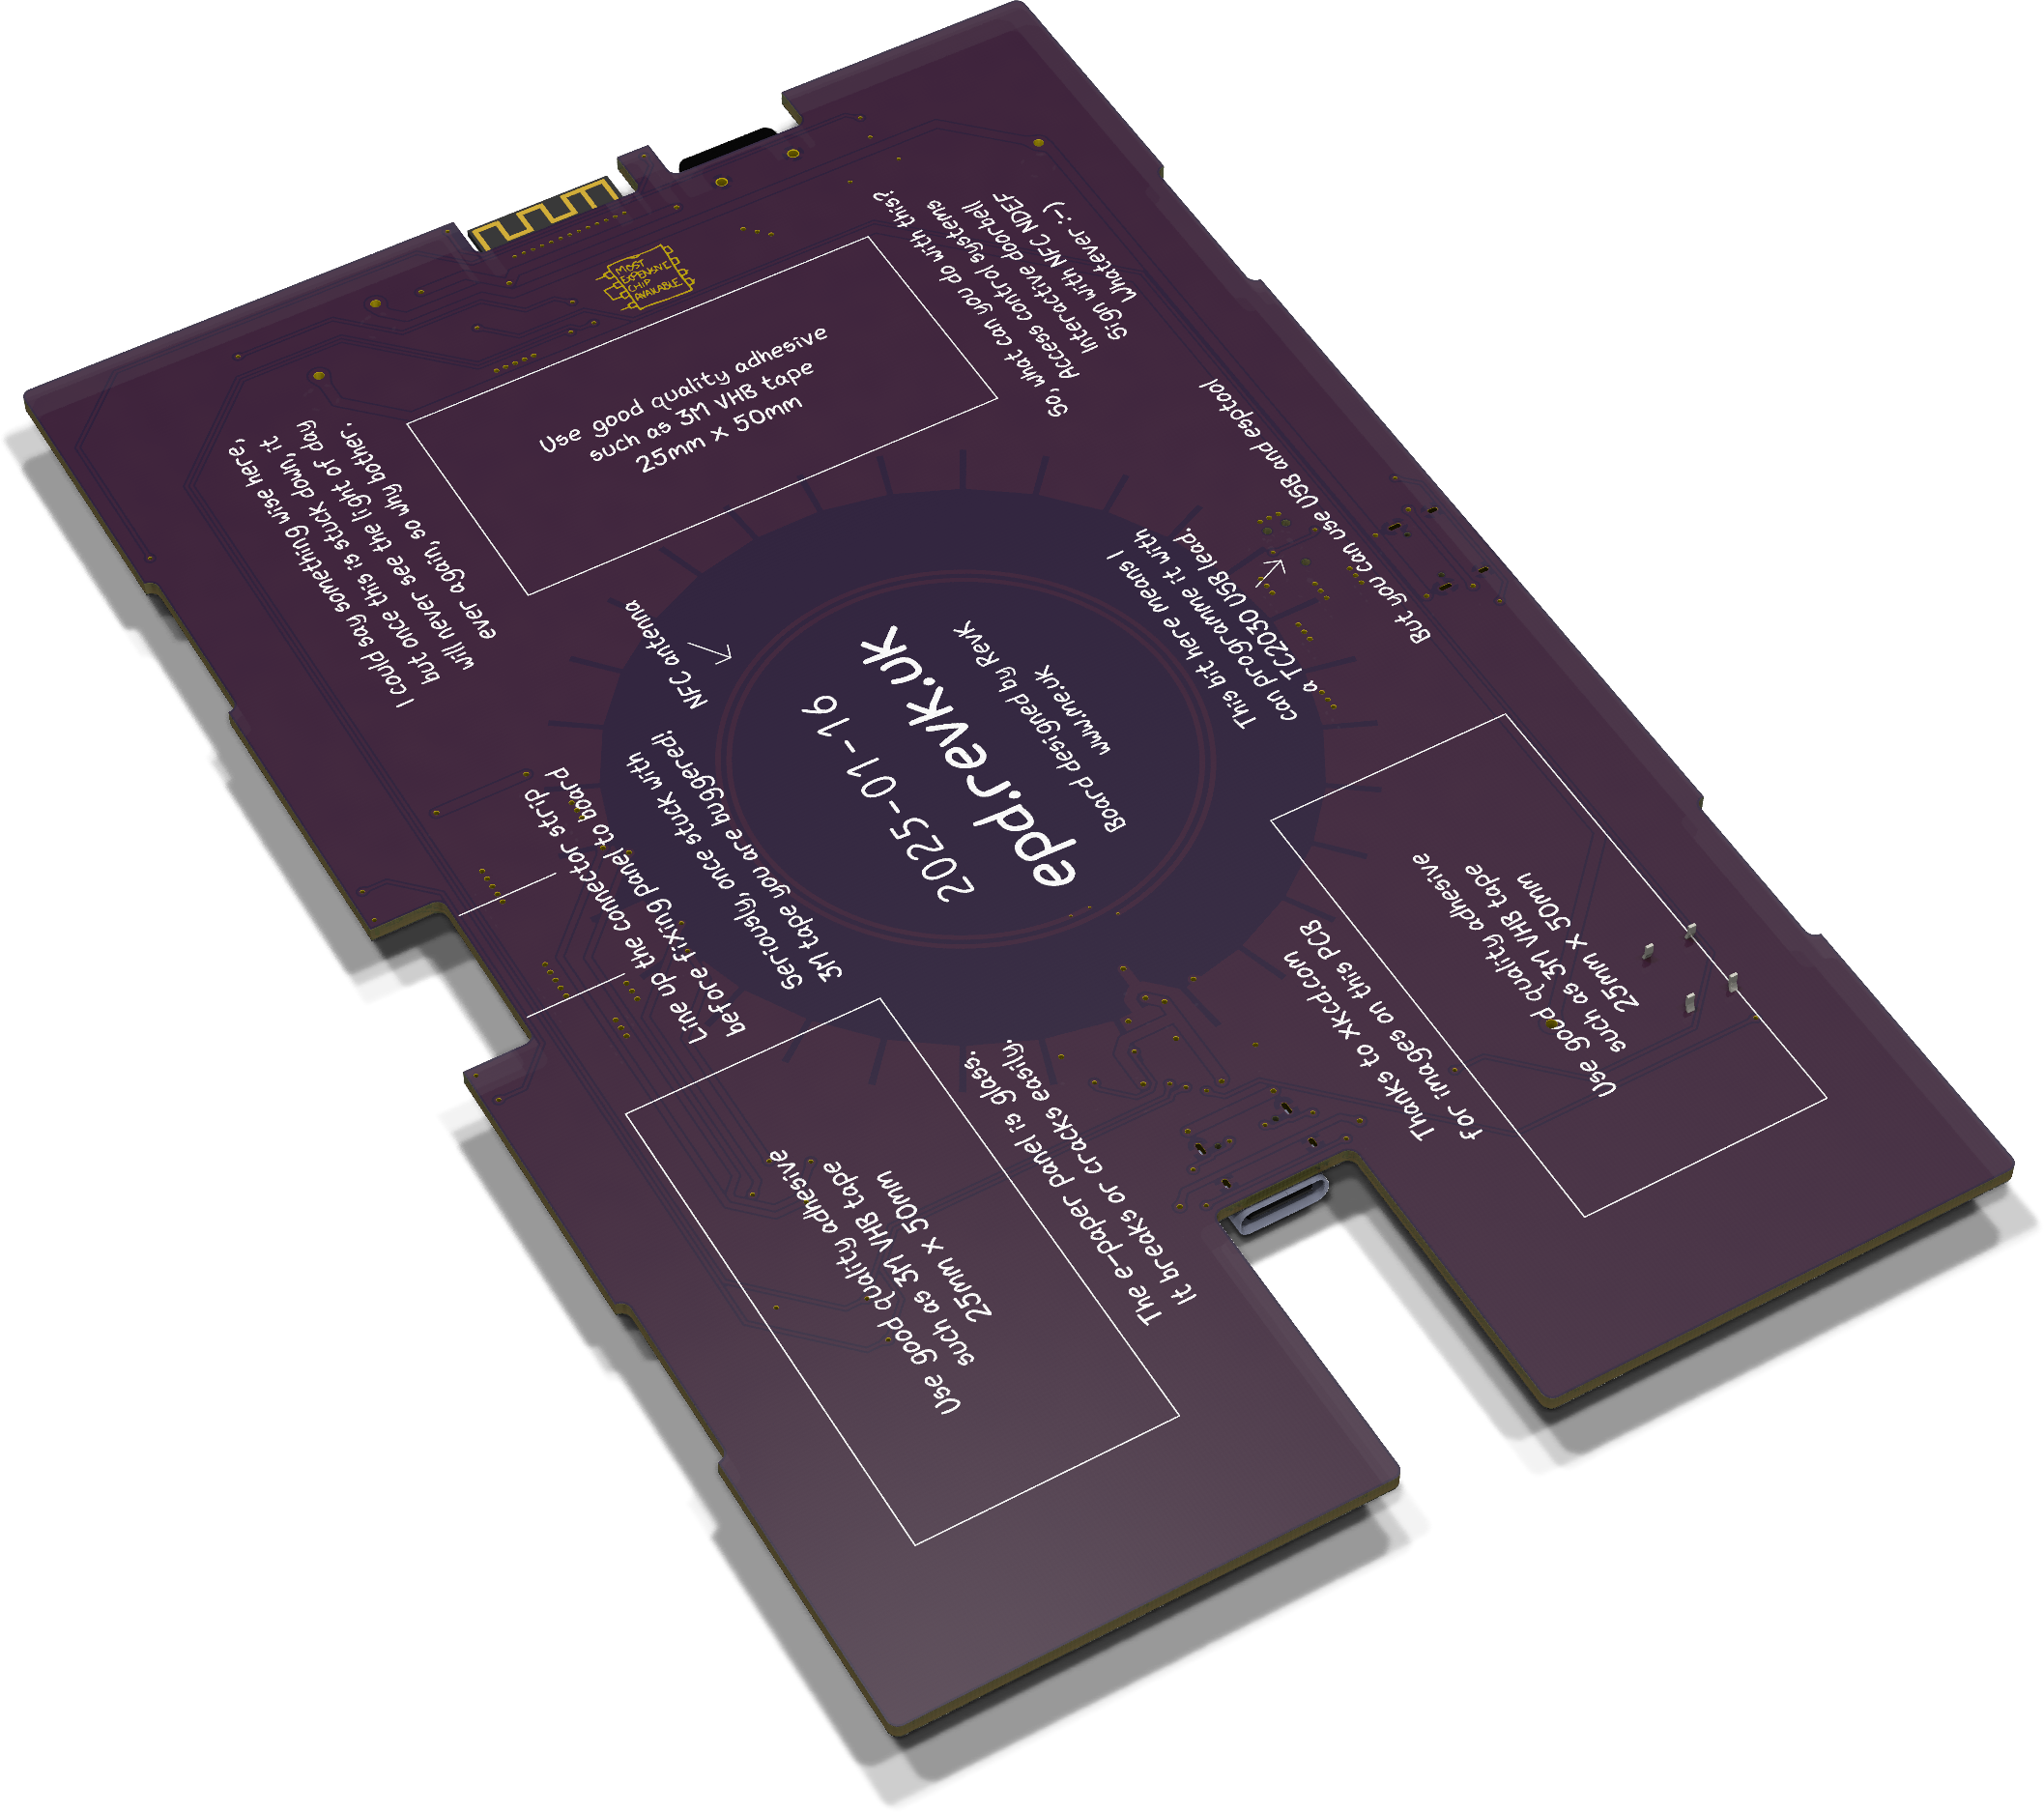 MOST
EXPENSIVE
CHIP
AVAILABLE
Use good quality adhesive
such as 3M VHB tape
25mm x 50mm
So, what can you do with this?
Access control systems
Interactive doorbell
Sign with NFC NDEF
Whatever :-)
I could say something wise here,
but once this is stuck down, it
will never see the light of day
ever again, so why bother.
But you can use USB and esptool
This bit here means I
can programme it with
a TC2030 USB lead.
NFC antenna
2025-01-16
epd.revk.uk
Board designed by RevK
www.me.uk
Line up the connector strip
before fixing panel to board
Seriously, once stuck with
3M tape you are buggered!
Thanks to xkcd.com
for images on this PCB
Use good quality adhesive
such as 3M VHB tape
25mm x 50mm
The e-paper panel is glass.
It breaks or cracks easily.
Use good quality adhesive
such as 3M VHB tape
25mm x 50mm